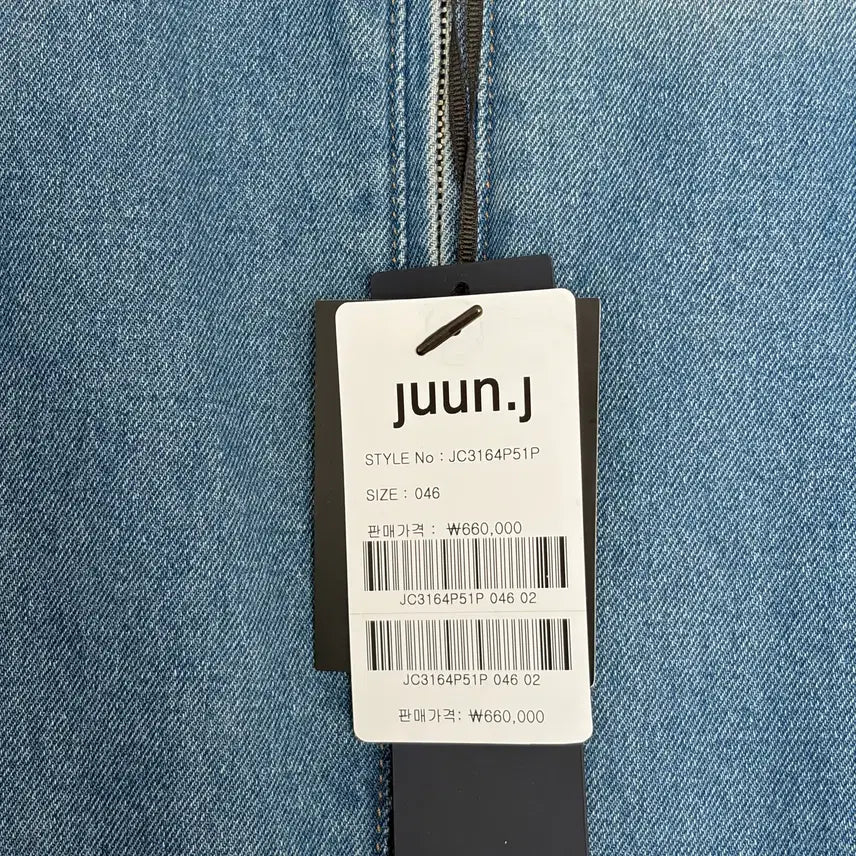 juun.j
STYLE No : JC3164P51P
SIZE : 046
판매가격 : ₩660,000
JC3164P51P 046 02
JC3164P51P 046 02
판매가격: ₩660,000